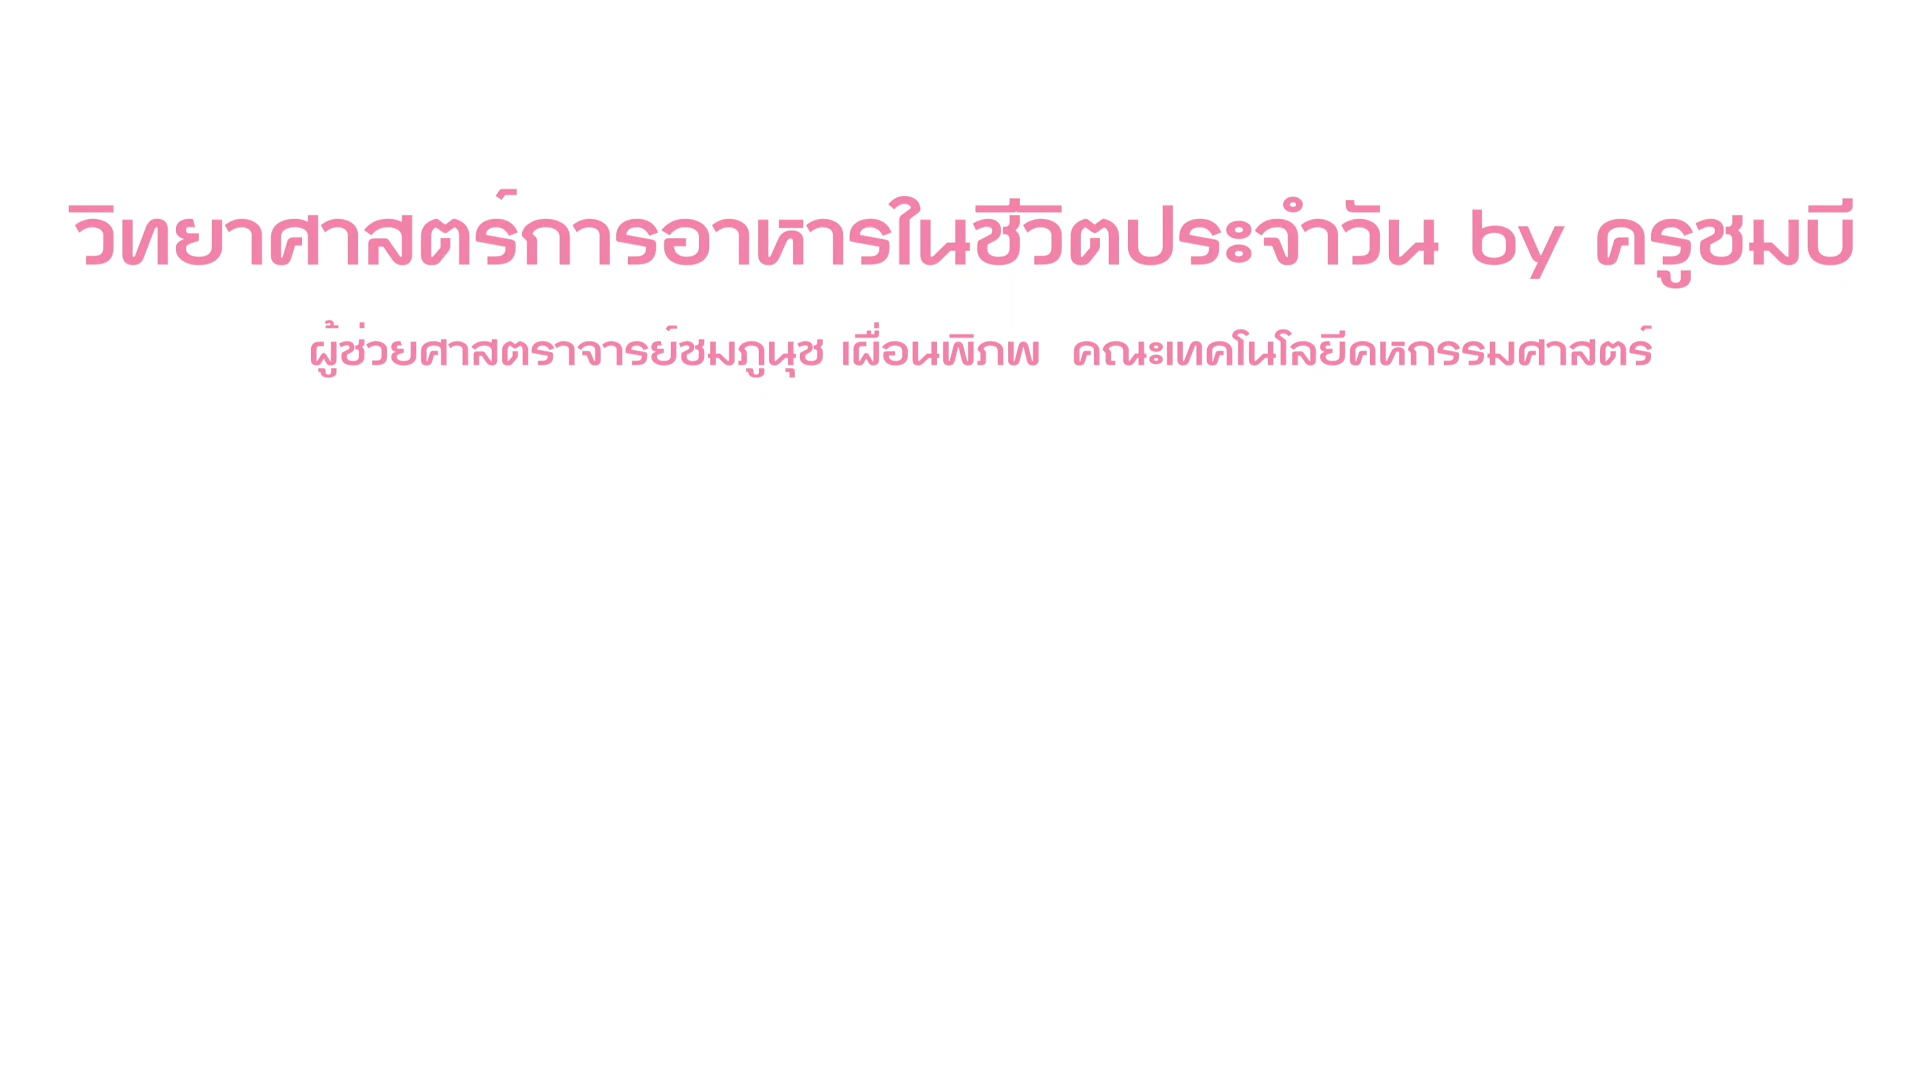 วิทยาศาสตร์การอาหารในชีวิตประจำวัน by ครูชมบี
ผู้ช่วยศาสตราจารย์ชมภูนุช เผื่อนพิภพ คณะเทคโนโลยีคหกรรมศาสตร์